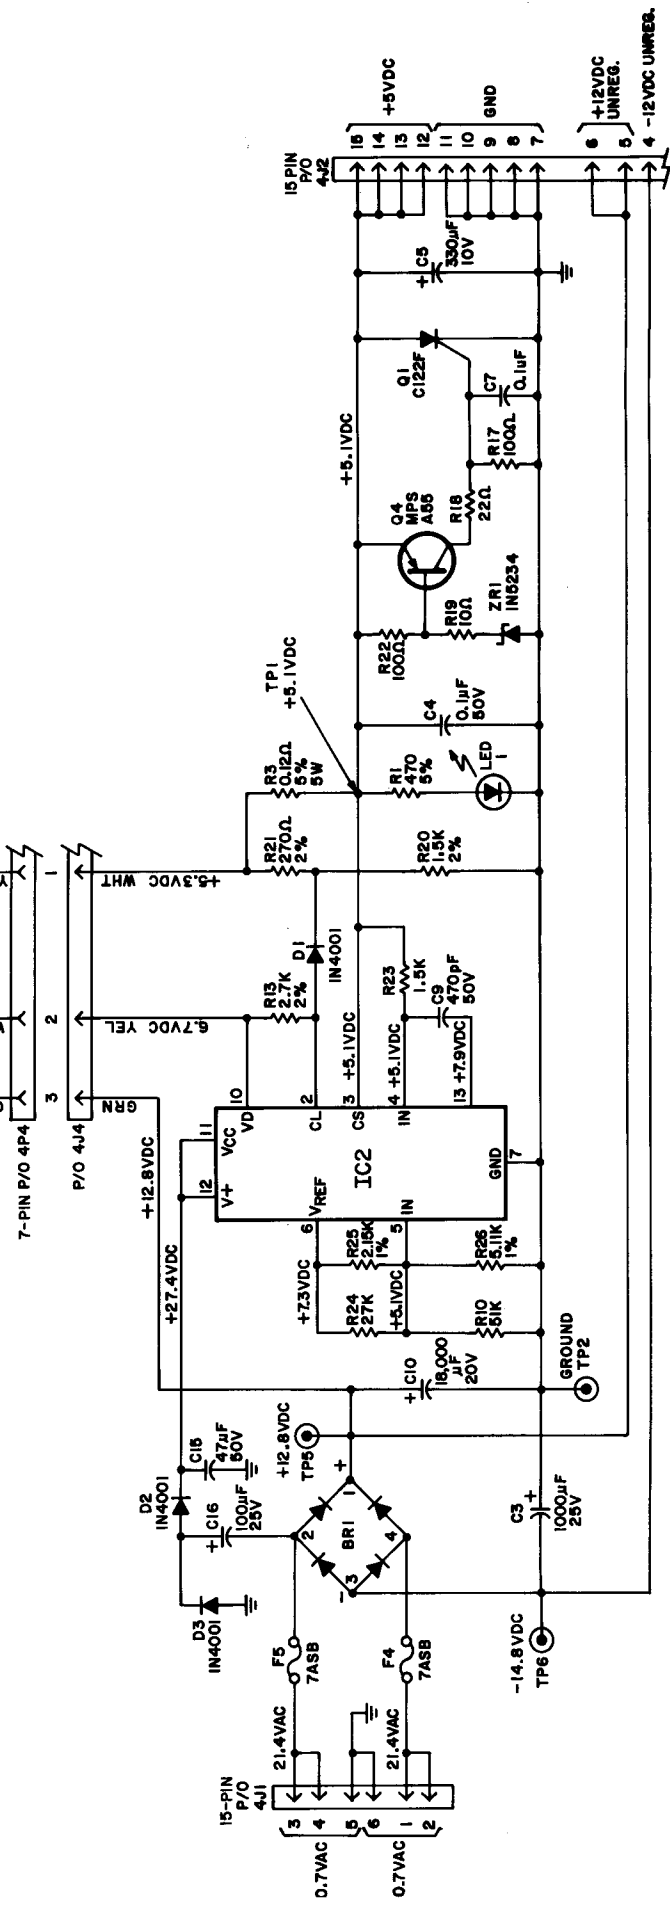 7-PIN P/O 4P4
P/O 4J4
3
2
1
GRN
6.7VDC YEL
+5.3VDC WHT
15-PIN
P/O
4J1
3
4
5
6
1
2
0.7VAC
0.7VAC
21.4VAC
21.4VAC
F5
7ASB
F4
7ASB
D3
1N4001
D2
1N4001
C16
100µF
25V
+
C15
47µF
50V
BR1
1
2
3
4
+
-
+12.8VDC
TP5
-14.8VDC
TP6
C3
+
1000µF
25V
+C10
18,000
µF
20V
GROUND
TP2
+12.8VDC
+27.4VDC
+7.3VDC
R24
27K
R25
2.15K
1%
+5.1VDC
R10
51K
R26
5.11K
1%
IC2
12
V+
11
VCC
10
VD
2
CL
3
CS
4
IN
13
6
VREF
5
IN
7
GND
+5.1VDC
+5.1VDC
+7.9VDC
R13
2.7K
2%
D1
1N4001
R23
1.5K
C9
470pF
50V
R21
270Ω
2%
R20
1.5K
2%
R3
0.12Ω
5%
5W
TP1
+5.1VDC
R1
470
5%
LED
1
C4
0.1µF
50V
R22
100Ω
R19
10Ω
ZR1
1N5234
Q4
MPS
A55
R18
22Ω
R17
100Ω
C7
0.1uF
Q1
C122F
+5.1VDC
+C5
330µF
10V
15 PIN
P/O
4J2
15
14
13
12
11
10
9
8
7
6
5
4
+5VDC
GND
+12VDC
UNREG.
-12VDC UNREG.